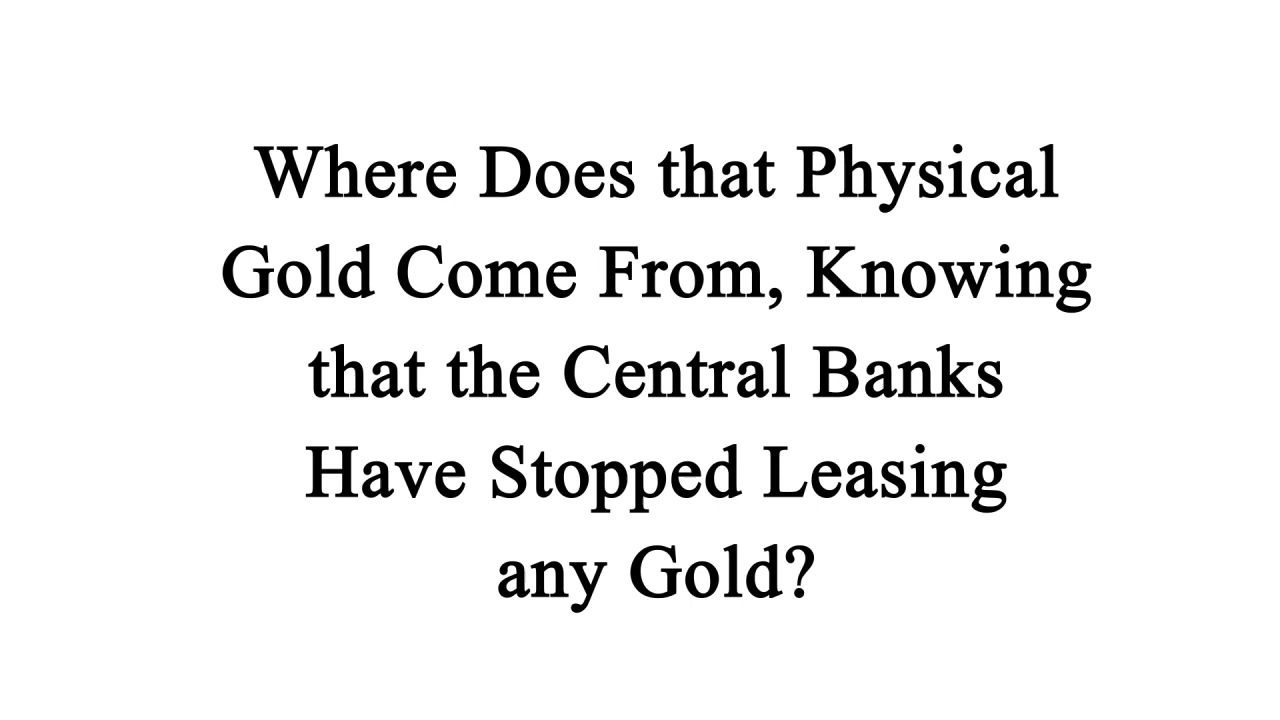 Where Does that Physical
Gold Come From, Knowing
that the Central Banks
Have Stopped Leasing
any Gold?